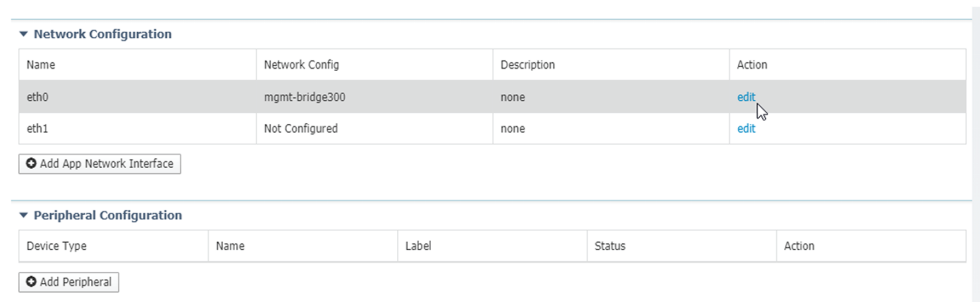 Network Configuration
Name Network Config Description Action
eth0 mgmt-bridge300 none edit
eth1 Not Configured none edit
Add App Network Interface
Peripheral Configuration
Device Type Name Label Status Action
Add Peripheral